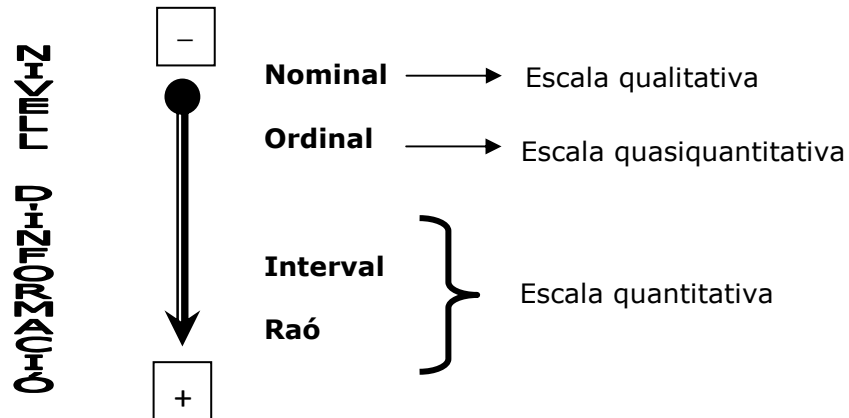 NIVELL D'INFORMACIÓ
–
Nominal
Escala qualitativa
Ordinal
Escala quasiquantitativa
Interval
Raó
Escala quantitativa
+